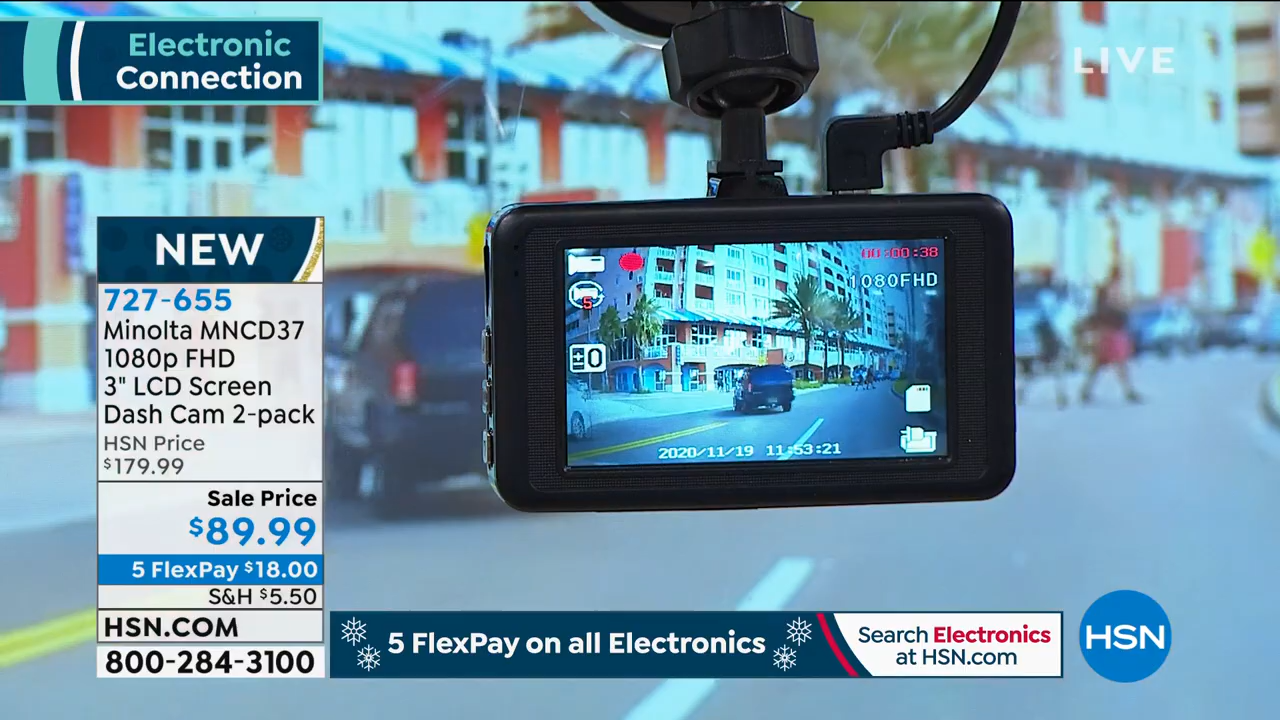 Electronic
Connection
LIVE
NEW
727-655
Minolta MNCD37
1080p FHD
3" LCD Screen
Dash Cam 2-pack
HSN Price
$179.99
Sale Price
$89.99
5 FlexPay $18.00
S&H $5.50
HSN.COM
800-284-3100
00:00:38
1080FHD
5
±0
2020/11/19 11:53:21
5 FlexPay on all Electronics
Search Electronics
at HSN.com
HSN